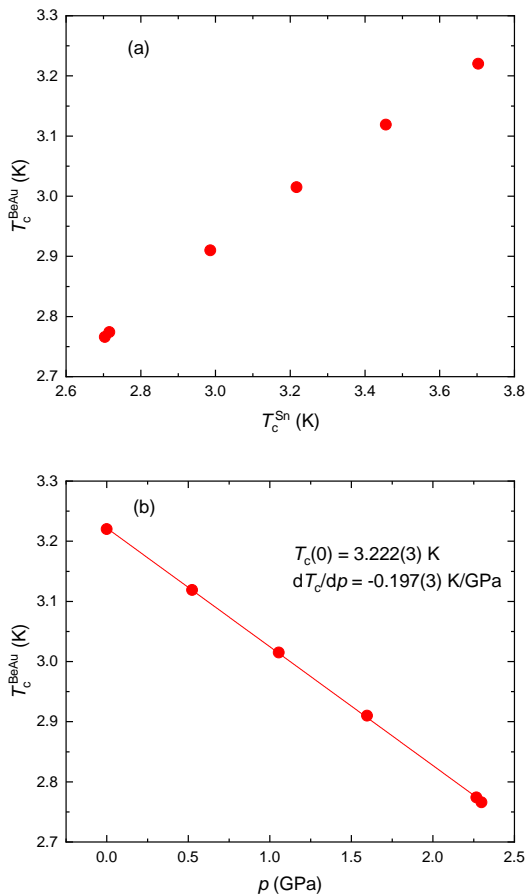 (a)
3.3
3.2
3.1
3.0
2.9
2.8
2.7
T_c^BeAu (K)
2.6 2.8 3.0 3.2 3.4 3.6 3.8
T_c^Sn (K)
(b)
3.3
3.2
3.1
3.0
2.9
2.8
2.7
T_c^BeAu (K)
T_c(0) = 3.222(3) K
dT_c/dp = -0.197(3) K/GPa
0.0 0.5 1.0 1.5 2.0 2.5
p (GPa)